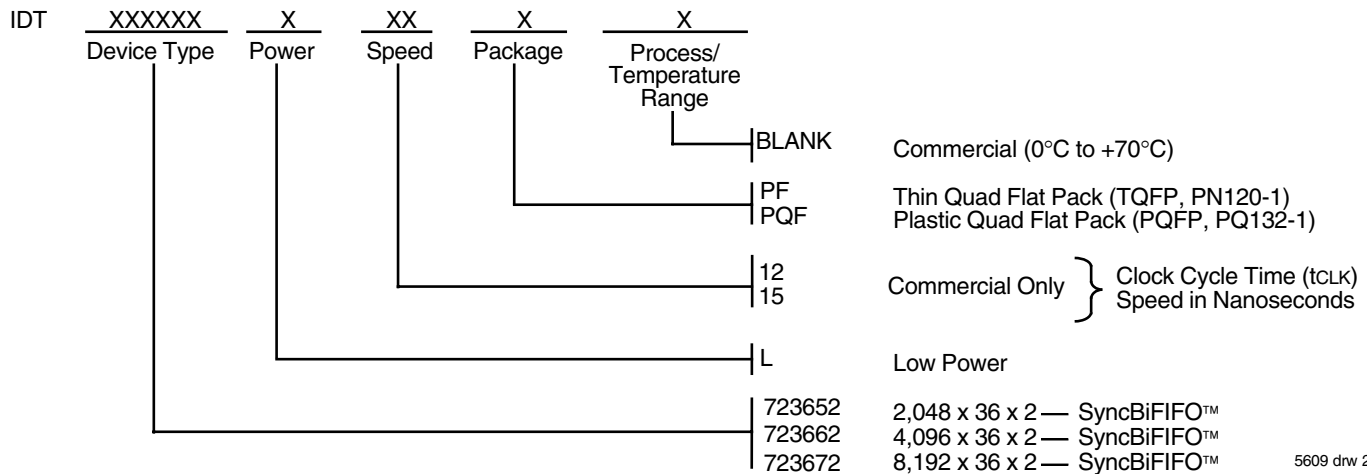 IDT XXXXXX X XX X X
Device Type Power Speed Package Process/
Temperature
Range
BLANK Commercial (0°C to +70°C)
PF Thin Quad Flat Pack (TQFP, PN120-1)
PQF Plastic Quad Flat Pack (PQFP, PQ132-1)
12
15
Commercial Only } Clock Cycle Time (tCLK)
Speed in Nanoseconds
L Low Power
723652 2,048 x 36 x 2 — SyncBiFIFO™
723662 4,096 x 36 x 2 — SyncBiFIFO™
723672 8,192 x 36 x 2 — SyncBiFIFO™
5609 drw 2